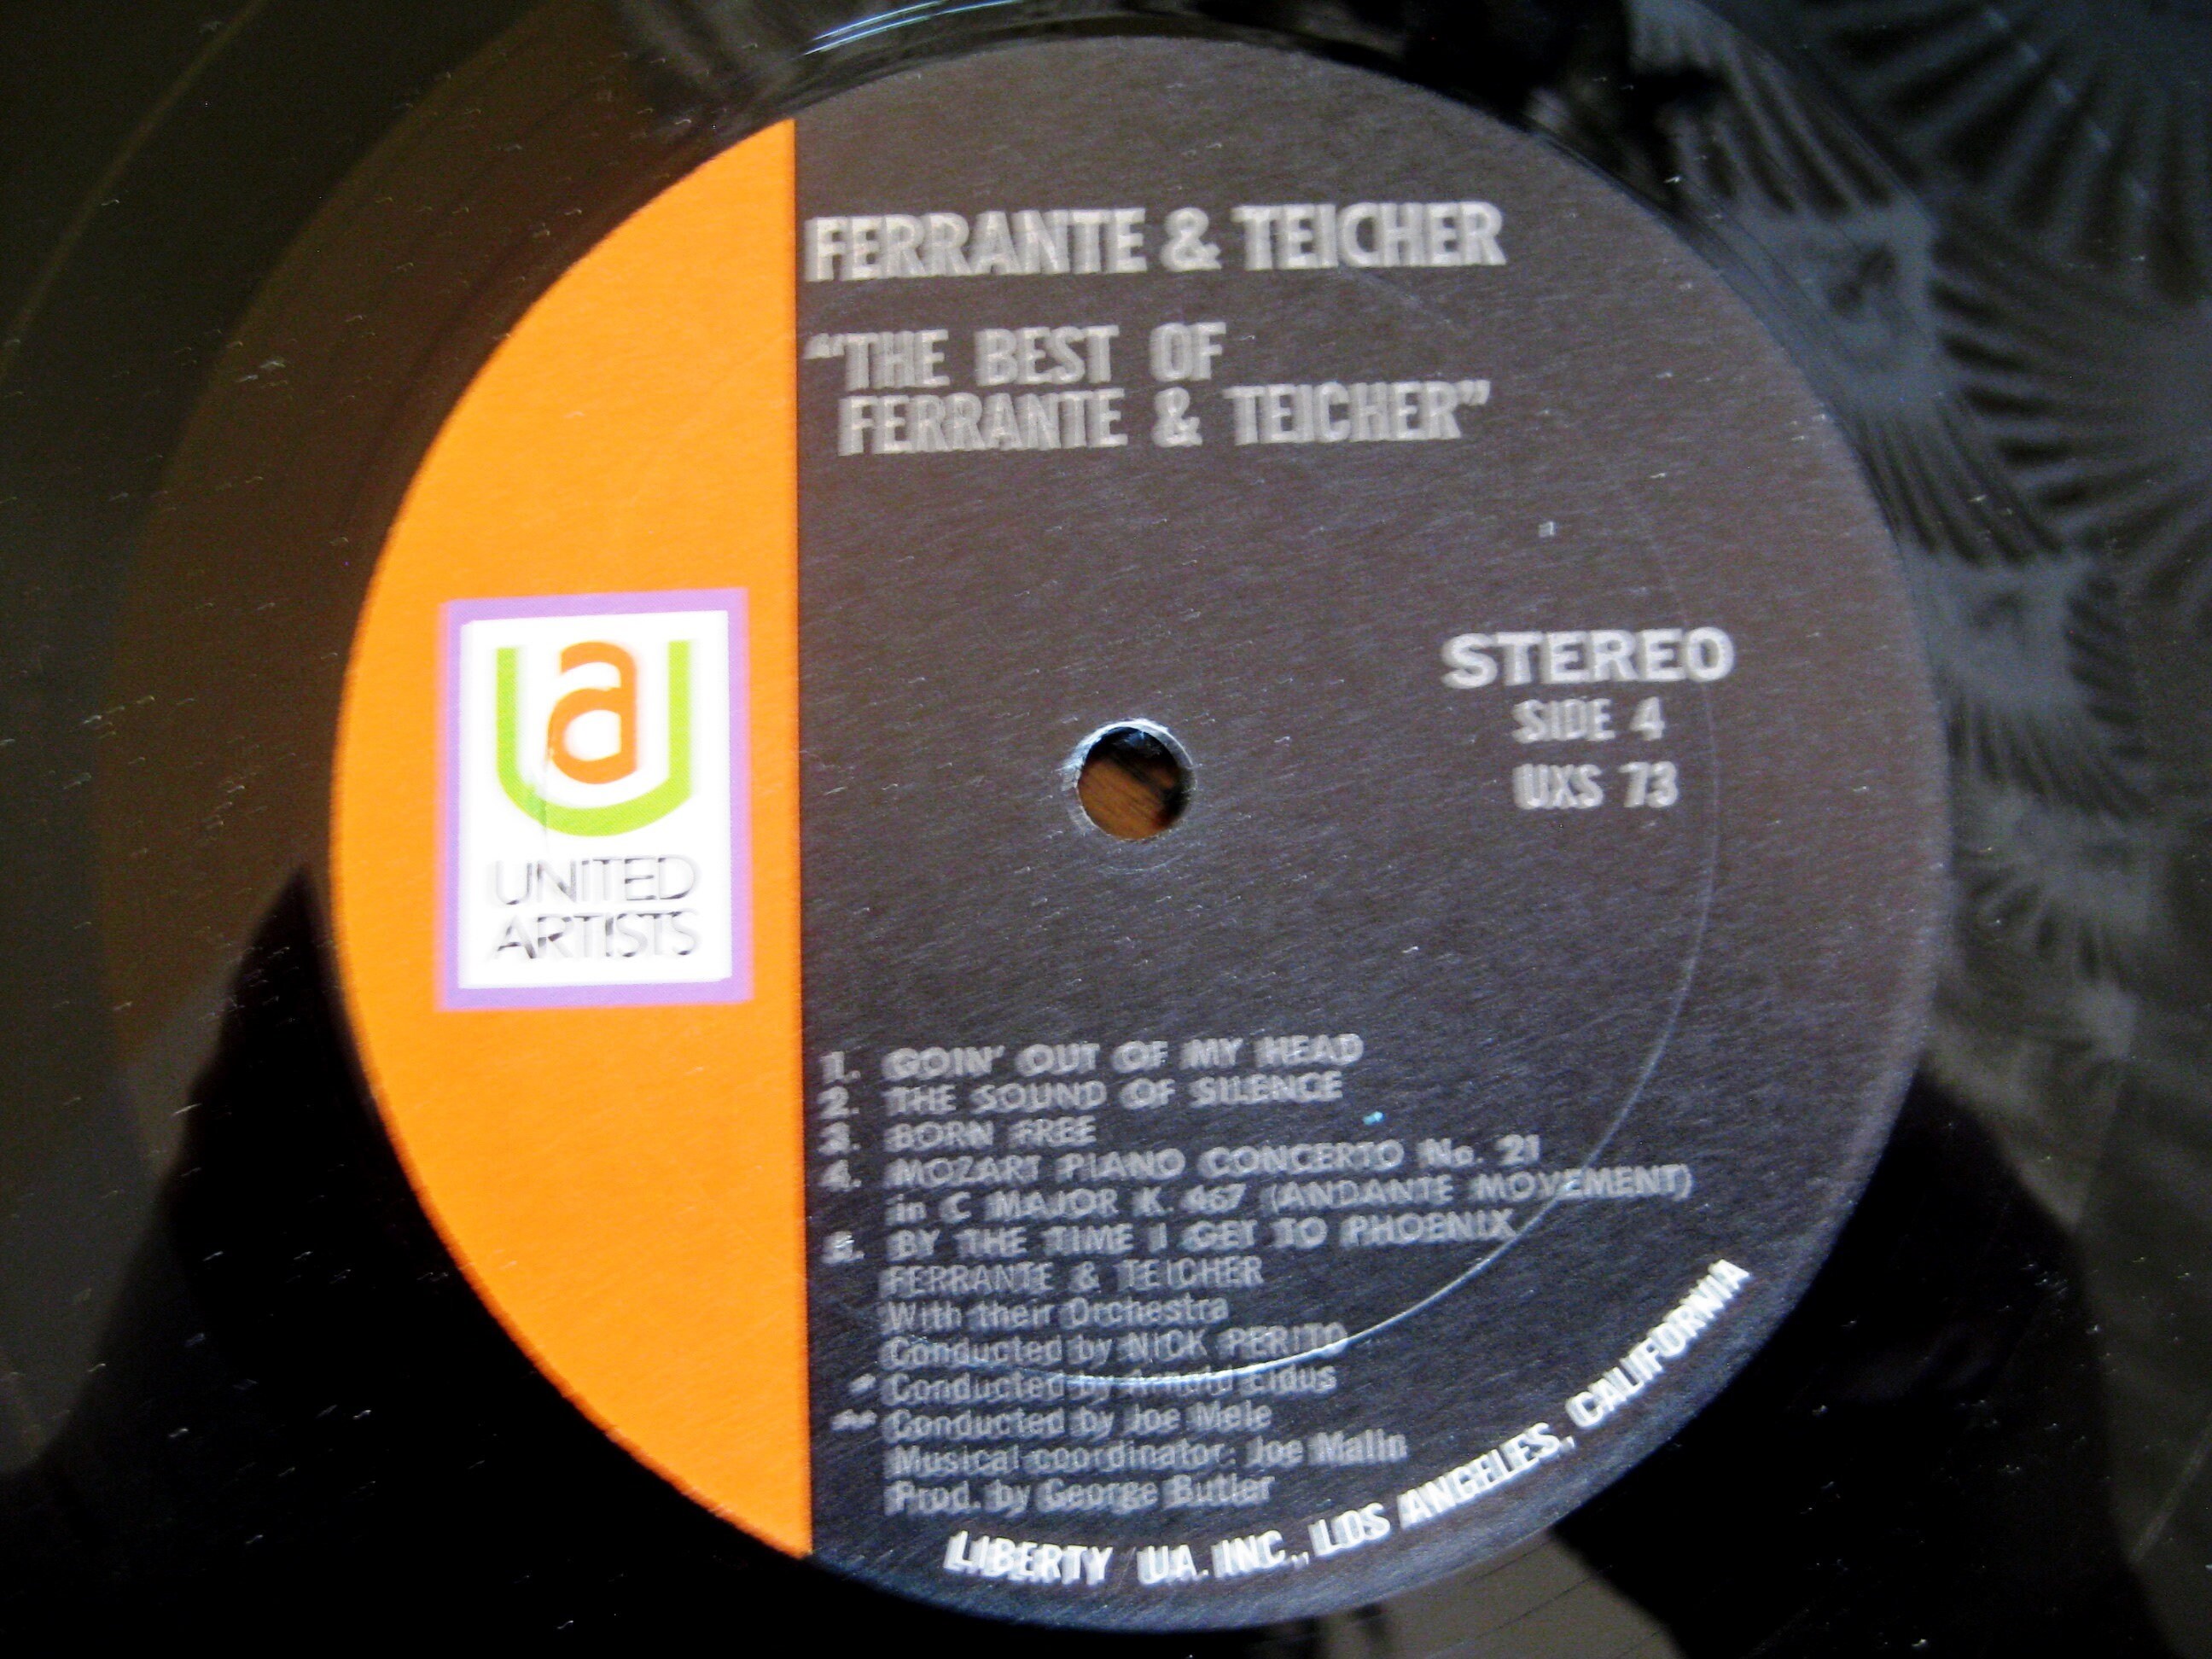 FERRANTE & TEICHER
"THE BEST OF
FERRANTE & TEICHER"
STEREO
SIDE 4
UXS 73
ua
UNITED
ARTISTS
1. GOIN' OUT OF MY HEAD
2. THE SOUND OF SILENCE
3. BORN FREE
4. MOZART PIANO CONCERTO No. 21
in C MAJOR K. 467 (ANDANTE MOVEMENT)
5. BY THE TIME I GET TO PHOENIX
FERRANTE & TEICHER
With their Orchestra
Conducted by NICK PERITO
* Conducted by Arnold Eidus
** Conducted by Joe Mele
Musical coordinator: Joe Malin
Prod. by George Butler
LIBERTY UA. INC., LOS ANGELES, CALIFORNIA